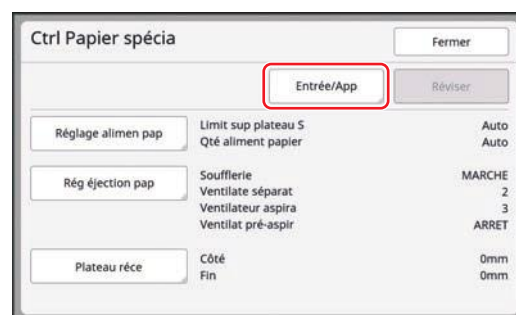 Ctrl Papier spécia
Fermer
Entrée/App
Réviser
Réglage alimen pap
Limit sup plateau S Auto
Qté aliment papier Auto
Rég éjection pap
Soufflerie MARCHE
Ventilate séparat 2
Ventilateur aspira 3
Ventilat pré-aspir ARRET
Plateau réce
Côté 0mm
Fin 0mm